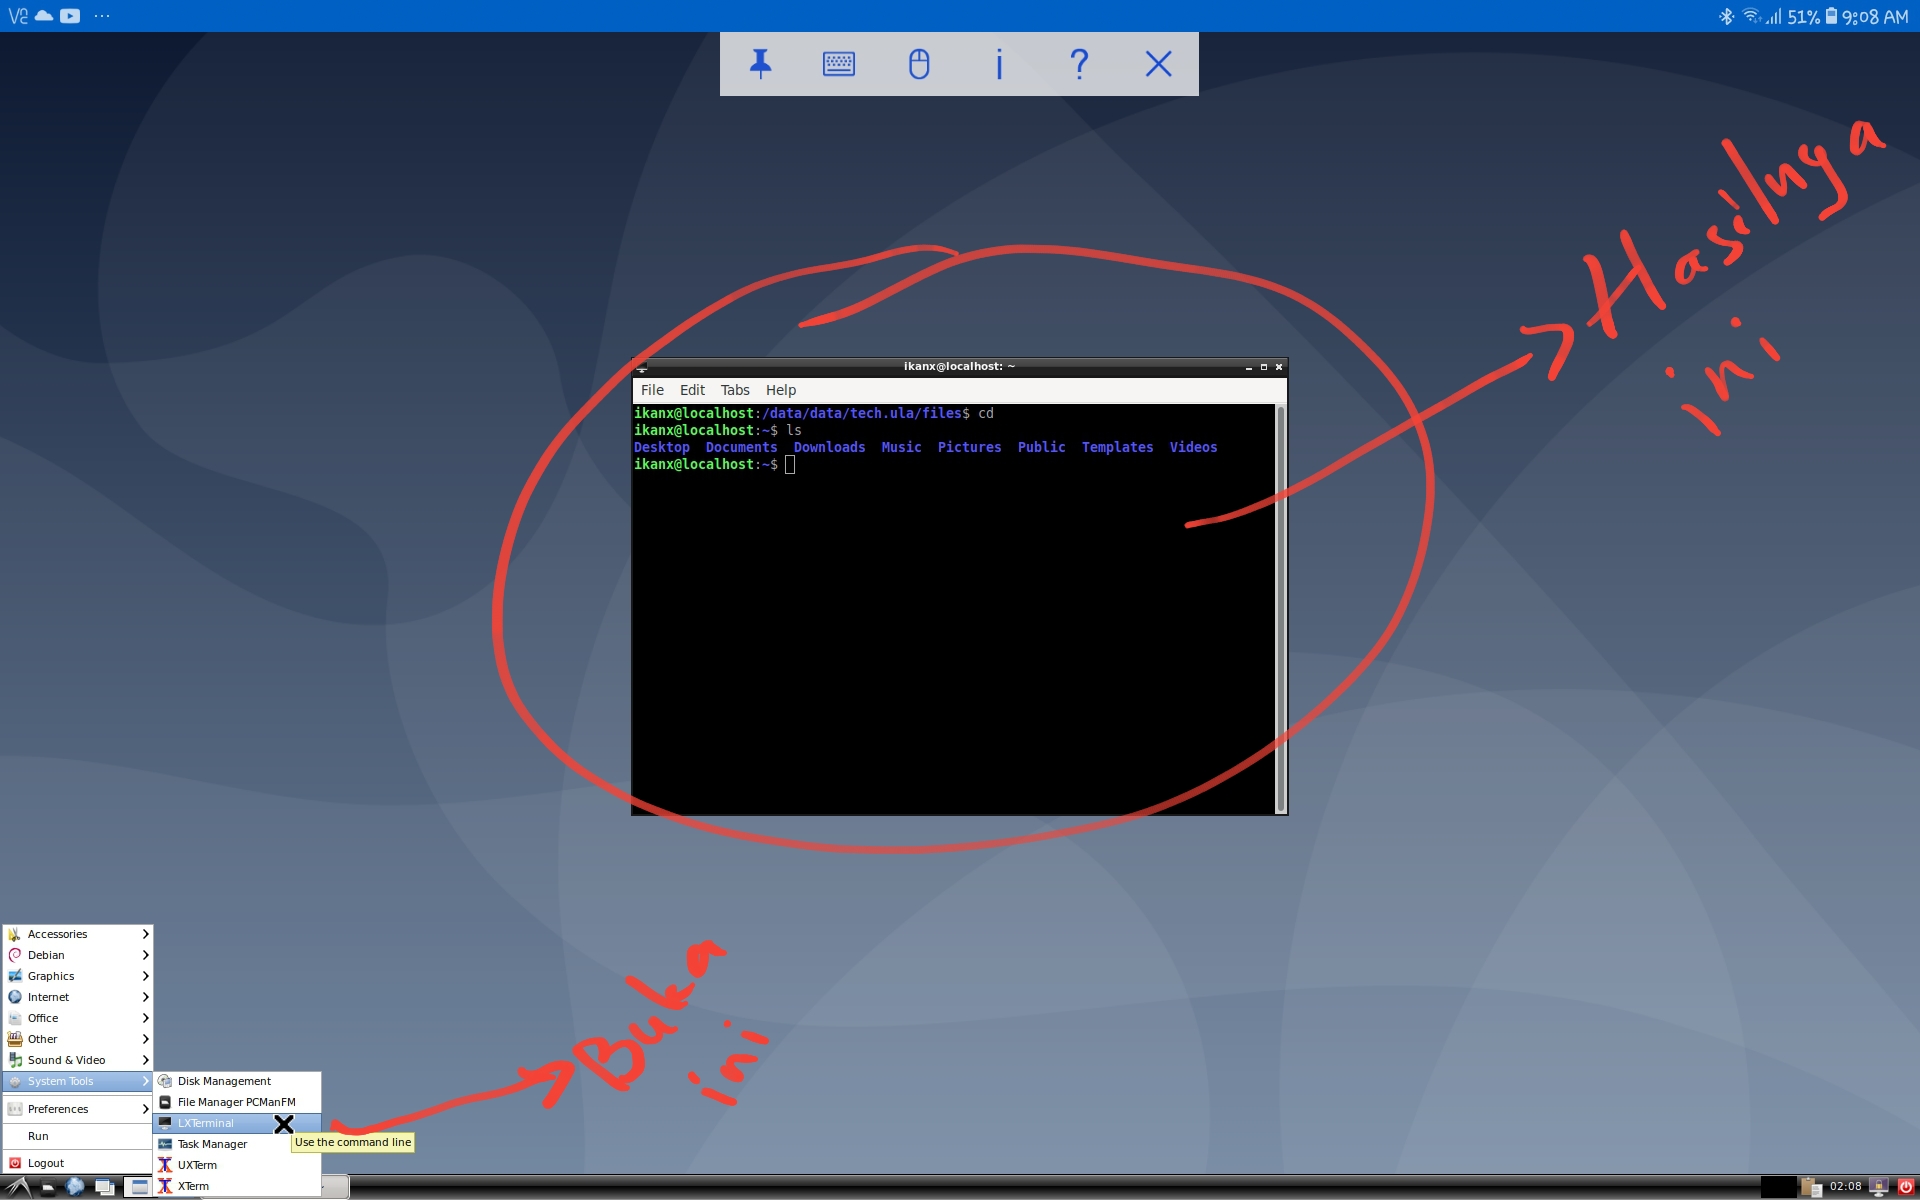 51% 9:08 AM
Hasilnya
ini
ikanx@localhost: ~
File Edit Tabs Help
ikanx@localhost:/data/data/tech.ula/files$ cd
ikanx@localhost:~$ ls
Desktop Documents Downloads Music Pictures Public Templates Videos
ikanx@localhost:~$
Buka
ini
Accessories
Debian
Graphics
Internet
Office
Other
Sound & Video
System Tools
Preferences
Run
Logout
Disk Management
File Manager PCManFM
LXTerminal
Task Manager
UXTerm
XTerm
Use the command line
02:08